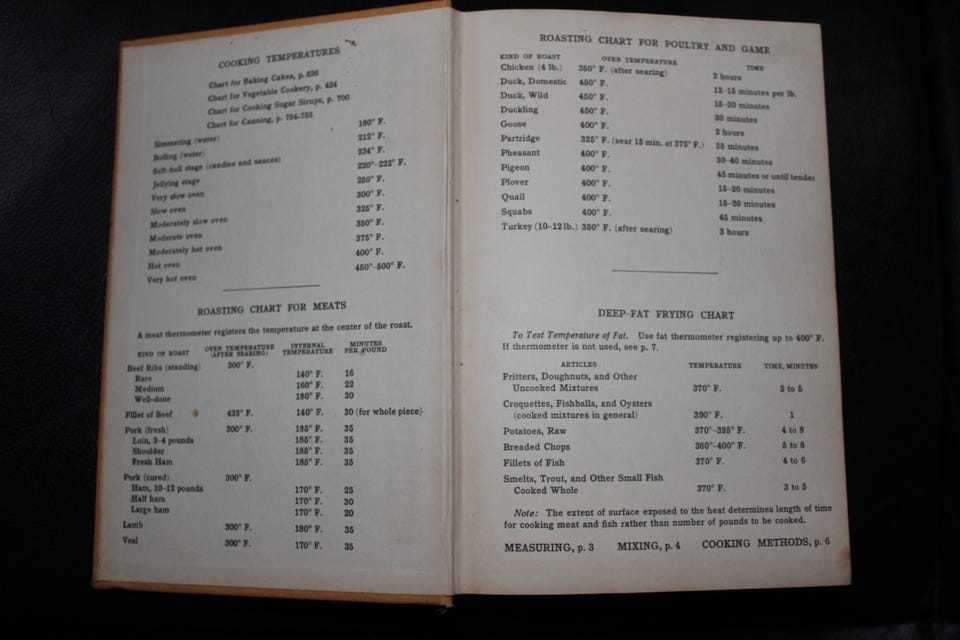 COOKING TEMPERATURES
Chart for Baking Cakes, p. 626
Chart for Vegetable Cookery, p. 424
Chart for Cooking Sugar Sirups, p. 700
Chart for Canning, p. 754-755
Simmering (water) 180° F.
Boiling (water) 212° F.
Soft-ball stage (candies and sauces) 234° F.
Jellying stage 220°-222° F.
Very slow oven 250° F.
Slow oven 300° F.
Moderately slow oven 325° F.
Moderate oven 350° F.
Moderately hot oven 375° F.
Hot oven 400° F.
Very hot oven 450°-500° F.
ROASTING CHART FOR MEATS
A meat thermometer registers the temperature at the center of the roast.
KIND OF ROAST OVEN TEMPERATURE (AFTER SEARING) INTERNAL TEMPERATURE MINUTES PER POUND
Beef Ribs (standing) 300° F.
Rare 140° F. 16
Medium 160° F. 22
Well-done 180° F. 30
Fillet of Beef 425° F. 140° F. 30 (for whole piece)
Pork (fresh) 300° F. 185° F. 35
Loin, 3-4 pounds 185° F. 35
Shoulder 185° F. 35
Fresh Ham 185° F. 35
Pork (cured) 300° F.
Ham, 10-12 pounds 170° F. 25
Half ham 170° F. 30
Large ham 170° F. 20
Lamb 300° F. 180° F. 35
Veal 300° F. 170° F. 35
ROASTING CHART FOR POULTRY AND GAME
KIND OF ROAST OVEN TEMPERATURE TIME
Chicken (4 lb.) 350° F. (after searing) 2 hours
Duck, Domestic 450° F. 12-15 minutes per lb.
Duck, Wild 450° F. 15-20 minutes
Duckling 450° F. 30 minutes
Goose 400° F. 2 hours
Partridge 325° F. (sear 15 min. at 375° F.) 25 minutes
Pheasant 400° F. 30-40 minutes
Pigeon 400° F. 45 minutes or until tender
Plover 400° F. 15-20 minutes
Quail 400° F. 15-20 minutes
Squabs 400° F. 45 minutes
Turkey (10-12 lb.) 350° F. (after searing) 3 hours
DEEP-FAT FRYING CHART
To Test Temperature of Fat. Use fat thermometer registering up to 400° F.
If thermometer is not used, see p. 7.
ARTICLES TEMPERATURE TIME, MINUTES
Fritters, Doughnuts, and Other
Uncooked Mixtures 370° F. 3 to 5
Croquettes, Fishballs, and Oysters
(cooked mixtures in general) 390° F. 1
Potatoes, Raw 370°-395° F. 4 to 8
Breaded Chops 360°-400° F. 5 to 8
Fillets of Fish 370° F. 4 to 6
Smelts, Trout, and Other Small Fish
Cooked Whole 370° F. 3 to 5
Note: The extent of surface exposed to the heat determines length of time
for cooking meat and fish rather than number of pounds to be cooked.
MEASURING, p. 3 MIXING, p. 4 COOKING METHODS, p. 6